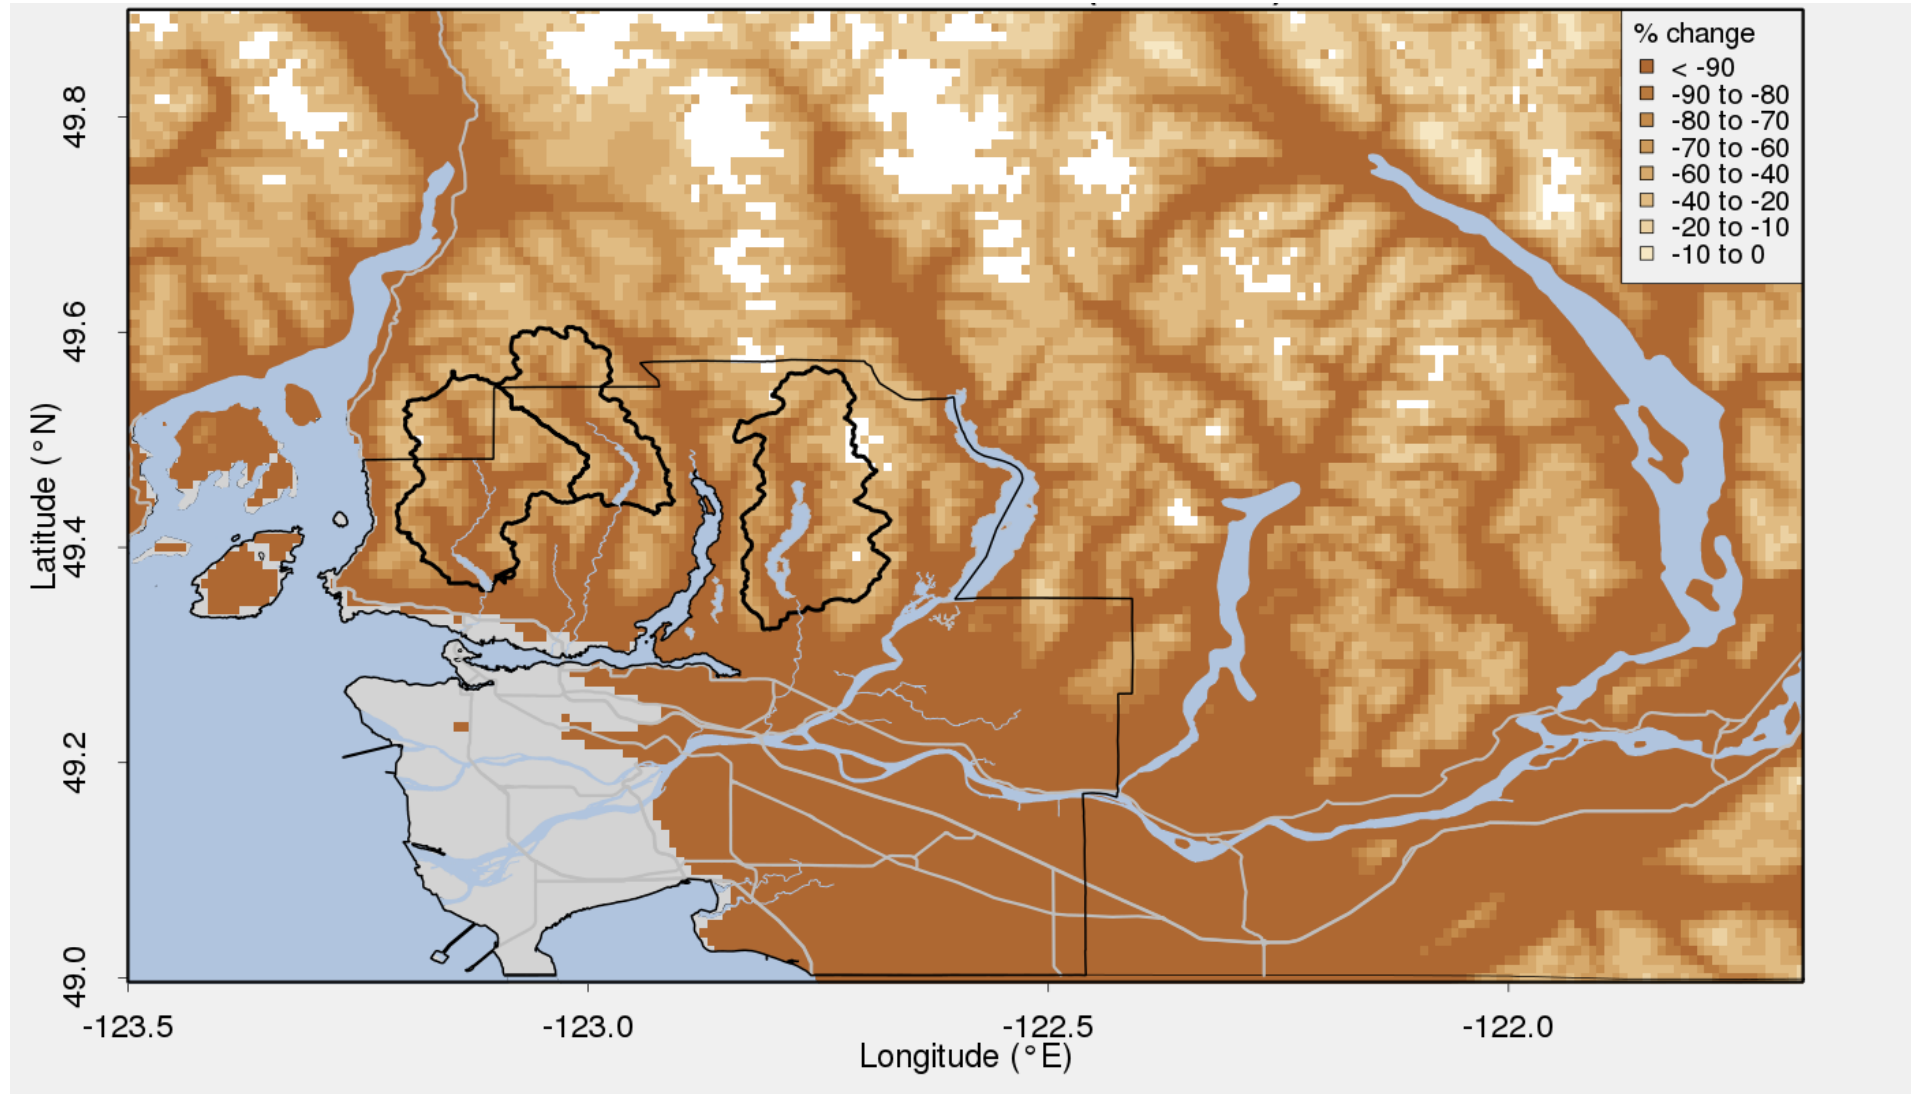 % change
< -90
-90 to -80
-80 to -70
-70 to -60
-60 to -40
-40 to -20
-20 to -10
-10 to 0
49.8
49.6
49.4
49.2
49.0
Latitude (°N)
-123.5 -123.0 -122.5 -122.0
Longitude (°E)